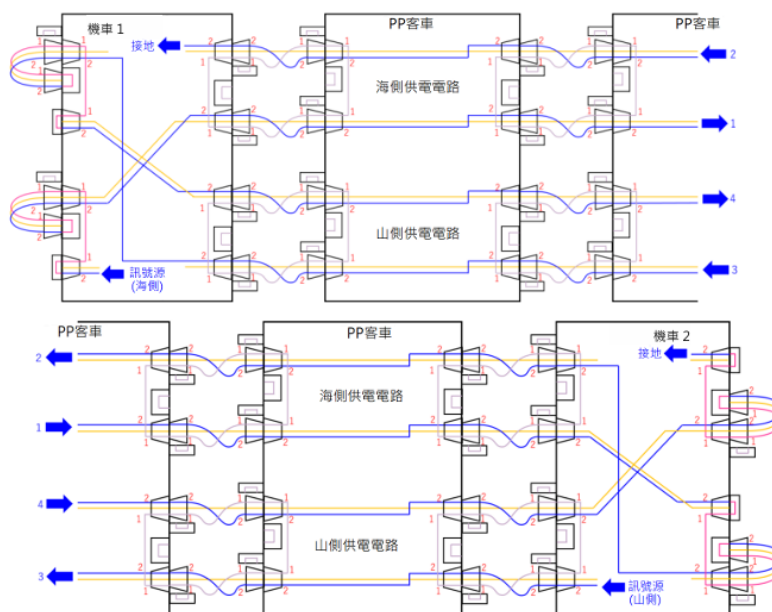 機車 1
PP客車
PP客車
接地
2
海側供電電路
1
4
山側供電電路
訊號源
(海側)
3
PP客車
PP客車
機車 2
2
接地
海側供電電路
1
4
山側供電電路
3
訊號源
(山側)